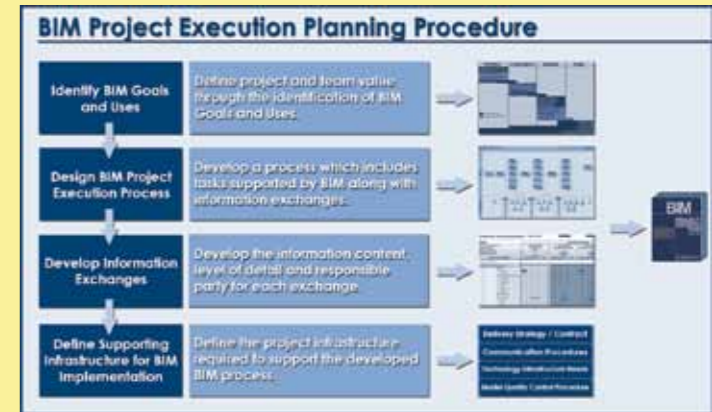 BIM Project Execution Planning Procedure
Identify BIM Goals
and Uses
Define project and team value
through the identification of BIM
Goals and Uses.
Design BIM Project
Execution Process
Develop a process which includes
tasks supported by BIM along with
information exchanges.
Develop Information
Exchanges
Develop the information content,
level of detail and responsible
party for each exchange.
Define Supporting
Infrastructure for BIM
Implementation
Define the project infrastructure
required to support the developed
BIM process.
Delivery Strategy / Contract
Communication Procedures
Technology Infrastructure Needs
Model Quality Control Procedure
BIM